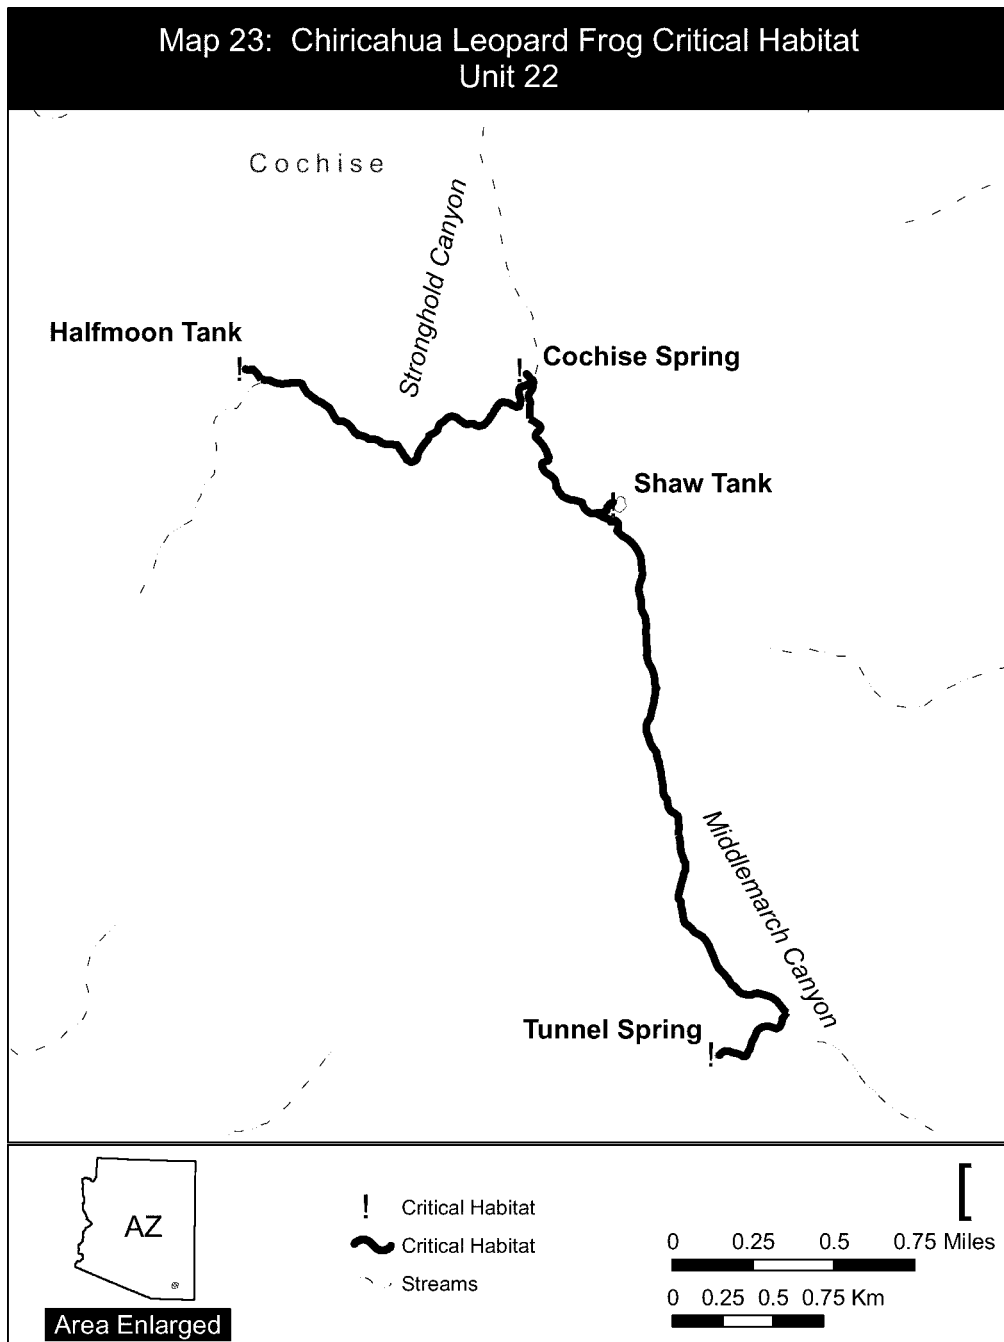 Map 23: Chiricahua Leopard Frog Critical Habitat
Unit 22
Cochise
Stronghold Canyon
Halfmoon Tank
!
! Cochise Spring
Shaw Tank
!
Middlemarch Canyon
Tunnel Spring
!
AZ
Area Enlarged
! Critical Habitat
Critical Habitat
Streams
[
0 0.25 0.5 0.75 Miles
0 0.25 0.5 0.75 Km